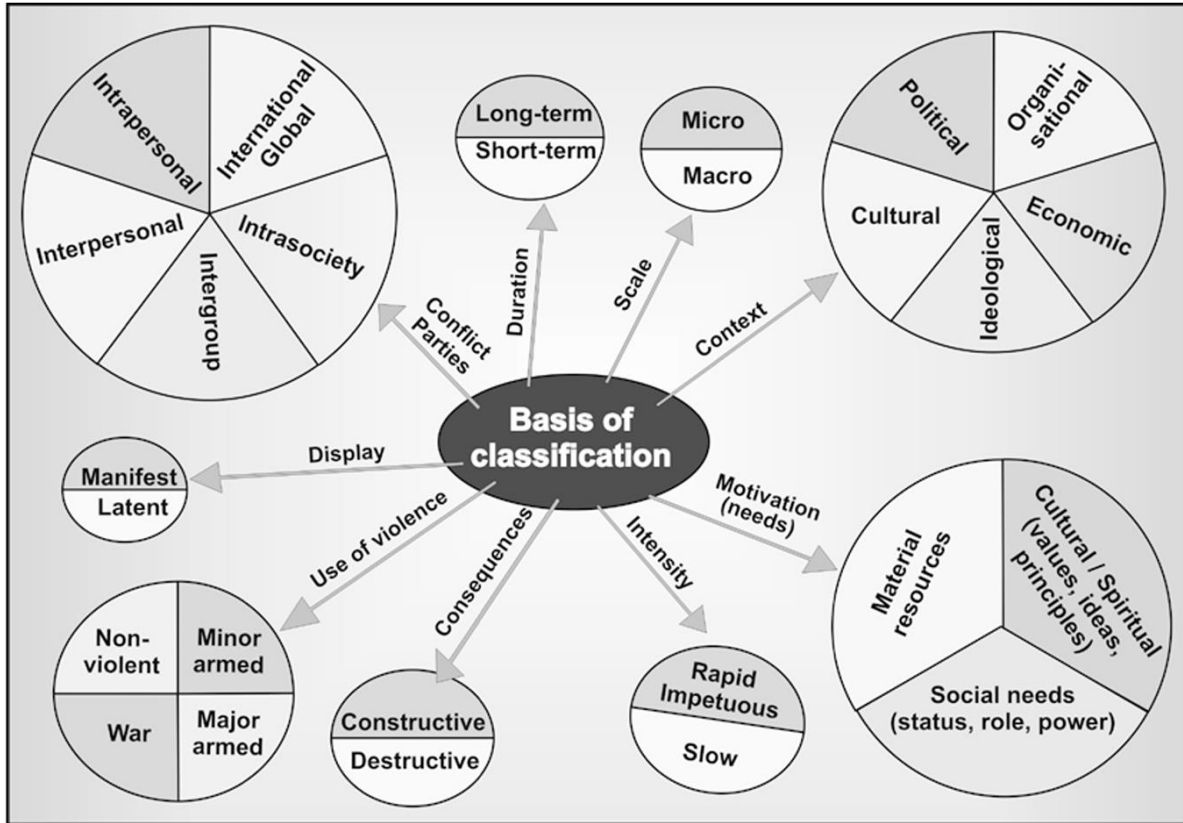 Intrapersonal
International
Global
Interpersonal
Intrasociety
Intergroup
Long-term
Short-term
Micro
Macro
Political
Organi-
sational
Cultural
Economic
Ideological
Conflict
Parties
Duration
Scale
Context
Basis of
classification
Display
Manifest
Latent
Use of violence
Consequences
Intensity
Motivation
(needs)
Non-
violent
Minor
armed
War
Major
armed
Constructive
Destructive
Rapid
Impetuous
Slow
Material
resources
Cultural / Spiritual
(values, ideas,
principles)
Social needs
(status, role, power)